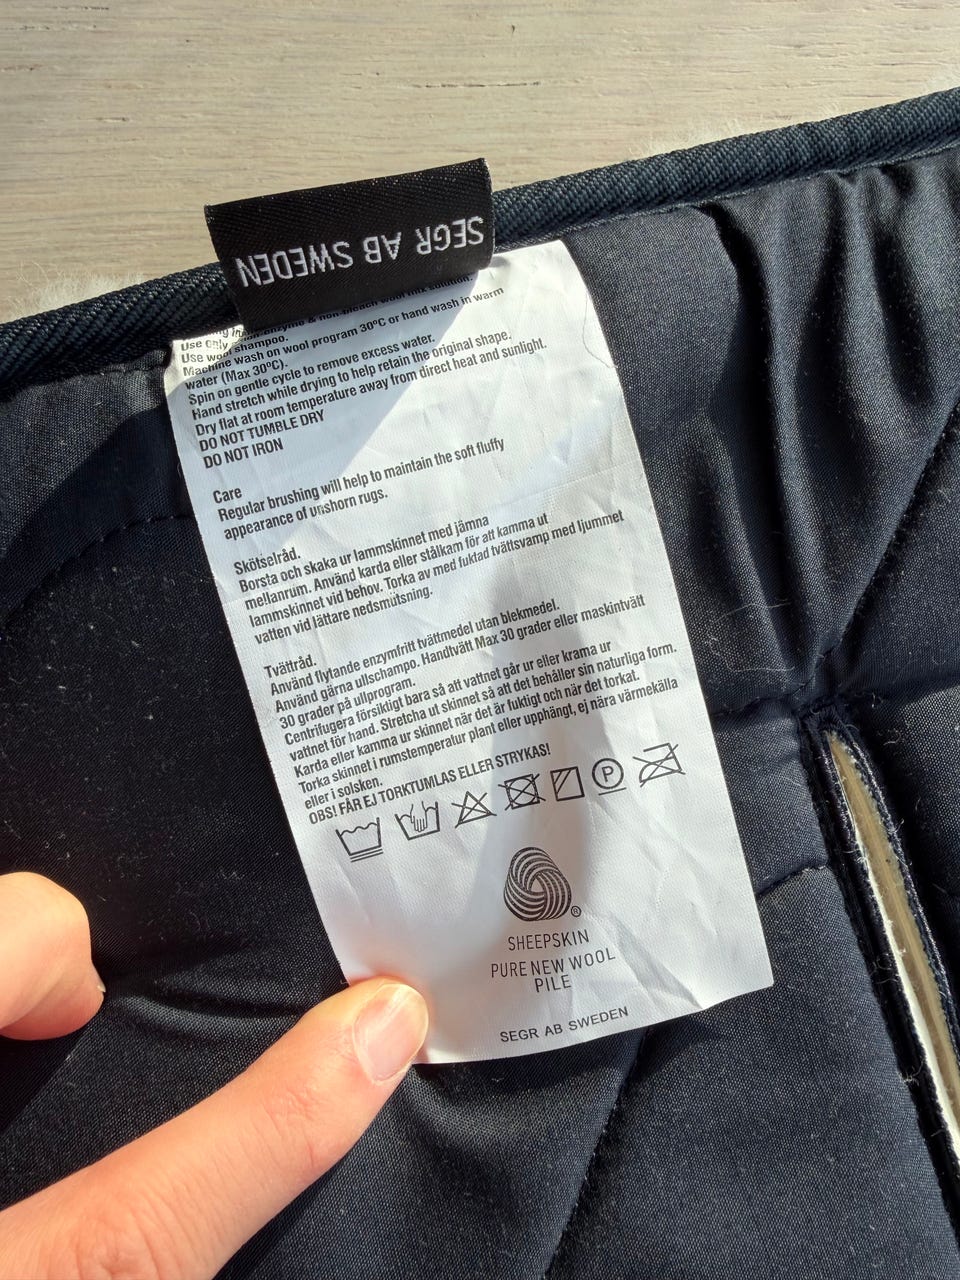 SEGR AB SWEDEN
enzyme & non-bleach wool silk solution.
Use only wool shampoo.
Machine wash on wool program 30ºC or hand wash in warm
water (Max 30ºC).
Spin on gentle cycle to remove excess water.
Hand stretch while drying to help retain the original shape.
Dry flat at room temperature away from direct heat and sunlight.
DO NOT TUMBLE DRY
DO NOT IRON
Care
Regular brushing will help to maintain the soft fluffy
appearance of unshorn rugs.
Skötselråd.
Borsta och skaka ur lammskinnet med jämna
mellanrum. Använd karda eller stålkam för att kamma ut
lammskinnet vid behov. Torka av med fuktad tvättsvamp med ljummet
vatten vid lättare nedsmutsning.
Tvättråd.
Använd flytande enzymfritt tvättmedel utan blekmedel.
Använd gärna ullschampo. Handtvätt Max 30 grader eller maskintvätt
30 grader på ullprogram.
Centrifugera försiktigt bara så att vattnet går ur eller krama ur
vattnet för hand. Stretcha ut skinnet så att det behåller sin naturliga form.
Karda eller kamma ur skinnet när det är fuktigt och när det torkat.
Torka skinnet i rumstemperatur plant eller upphängt, ej nära värmekälla
eller i solsken.
OBS! FÅR EJ TORKTUMLAS ELLER STRYKAS!
P
®
SHEEPSKIN
PURE NEW WOOL
PILE
SEGR AB SWEDEN